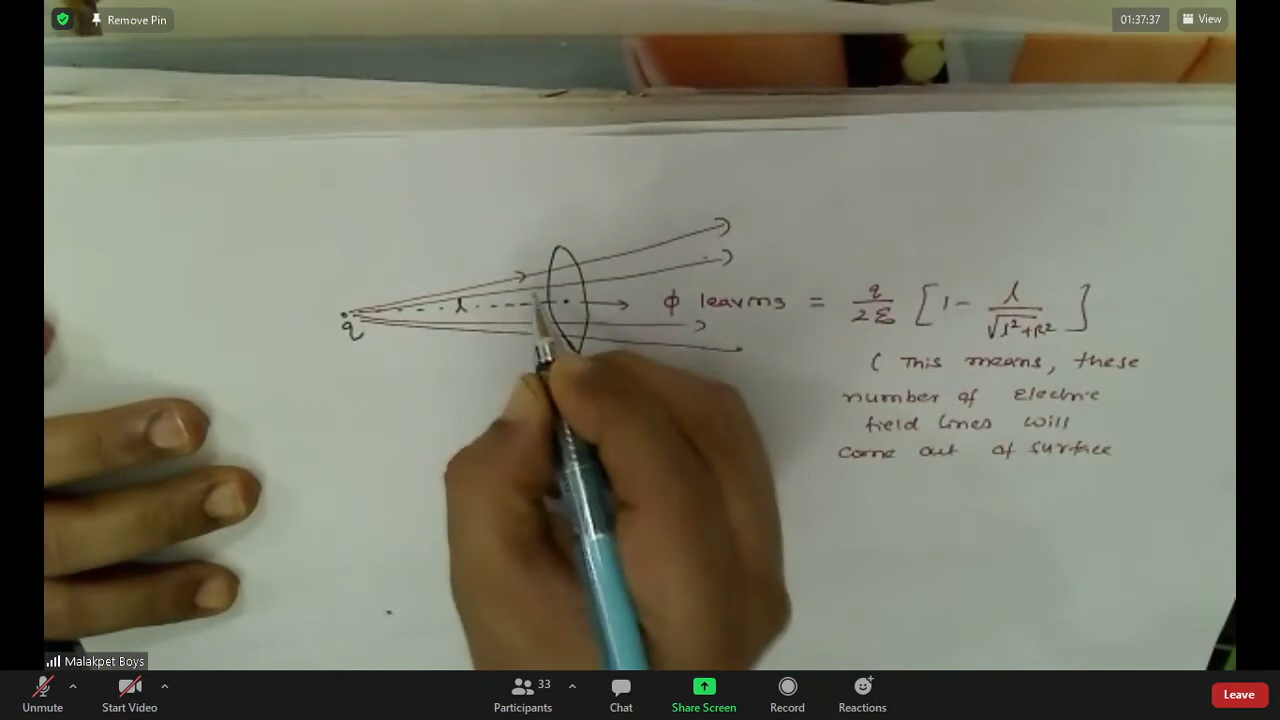 Remove Pin
01:37:37
View
l
q
ϕ leaving = q/2ε [1 - l/√l²+R²]
( This means, these
number of Electric
field lines will
come out of surface
Malakpet Boys
Unmute
Start Video
33
Participants
Chat
Share Screen
Record
Reactions
Leave